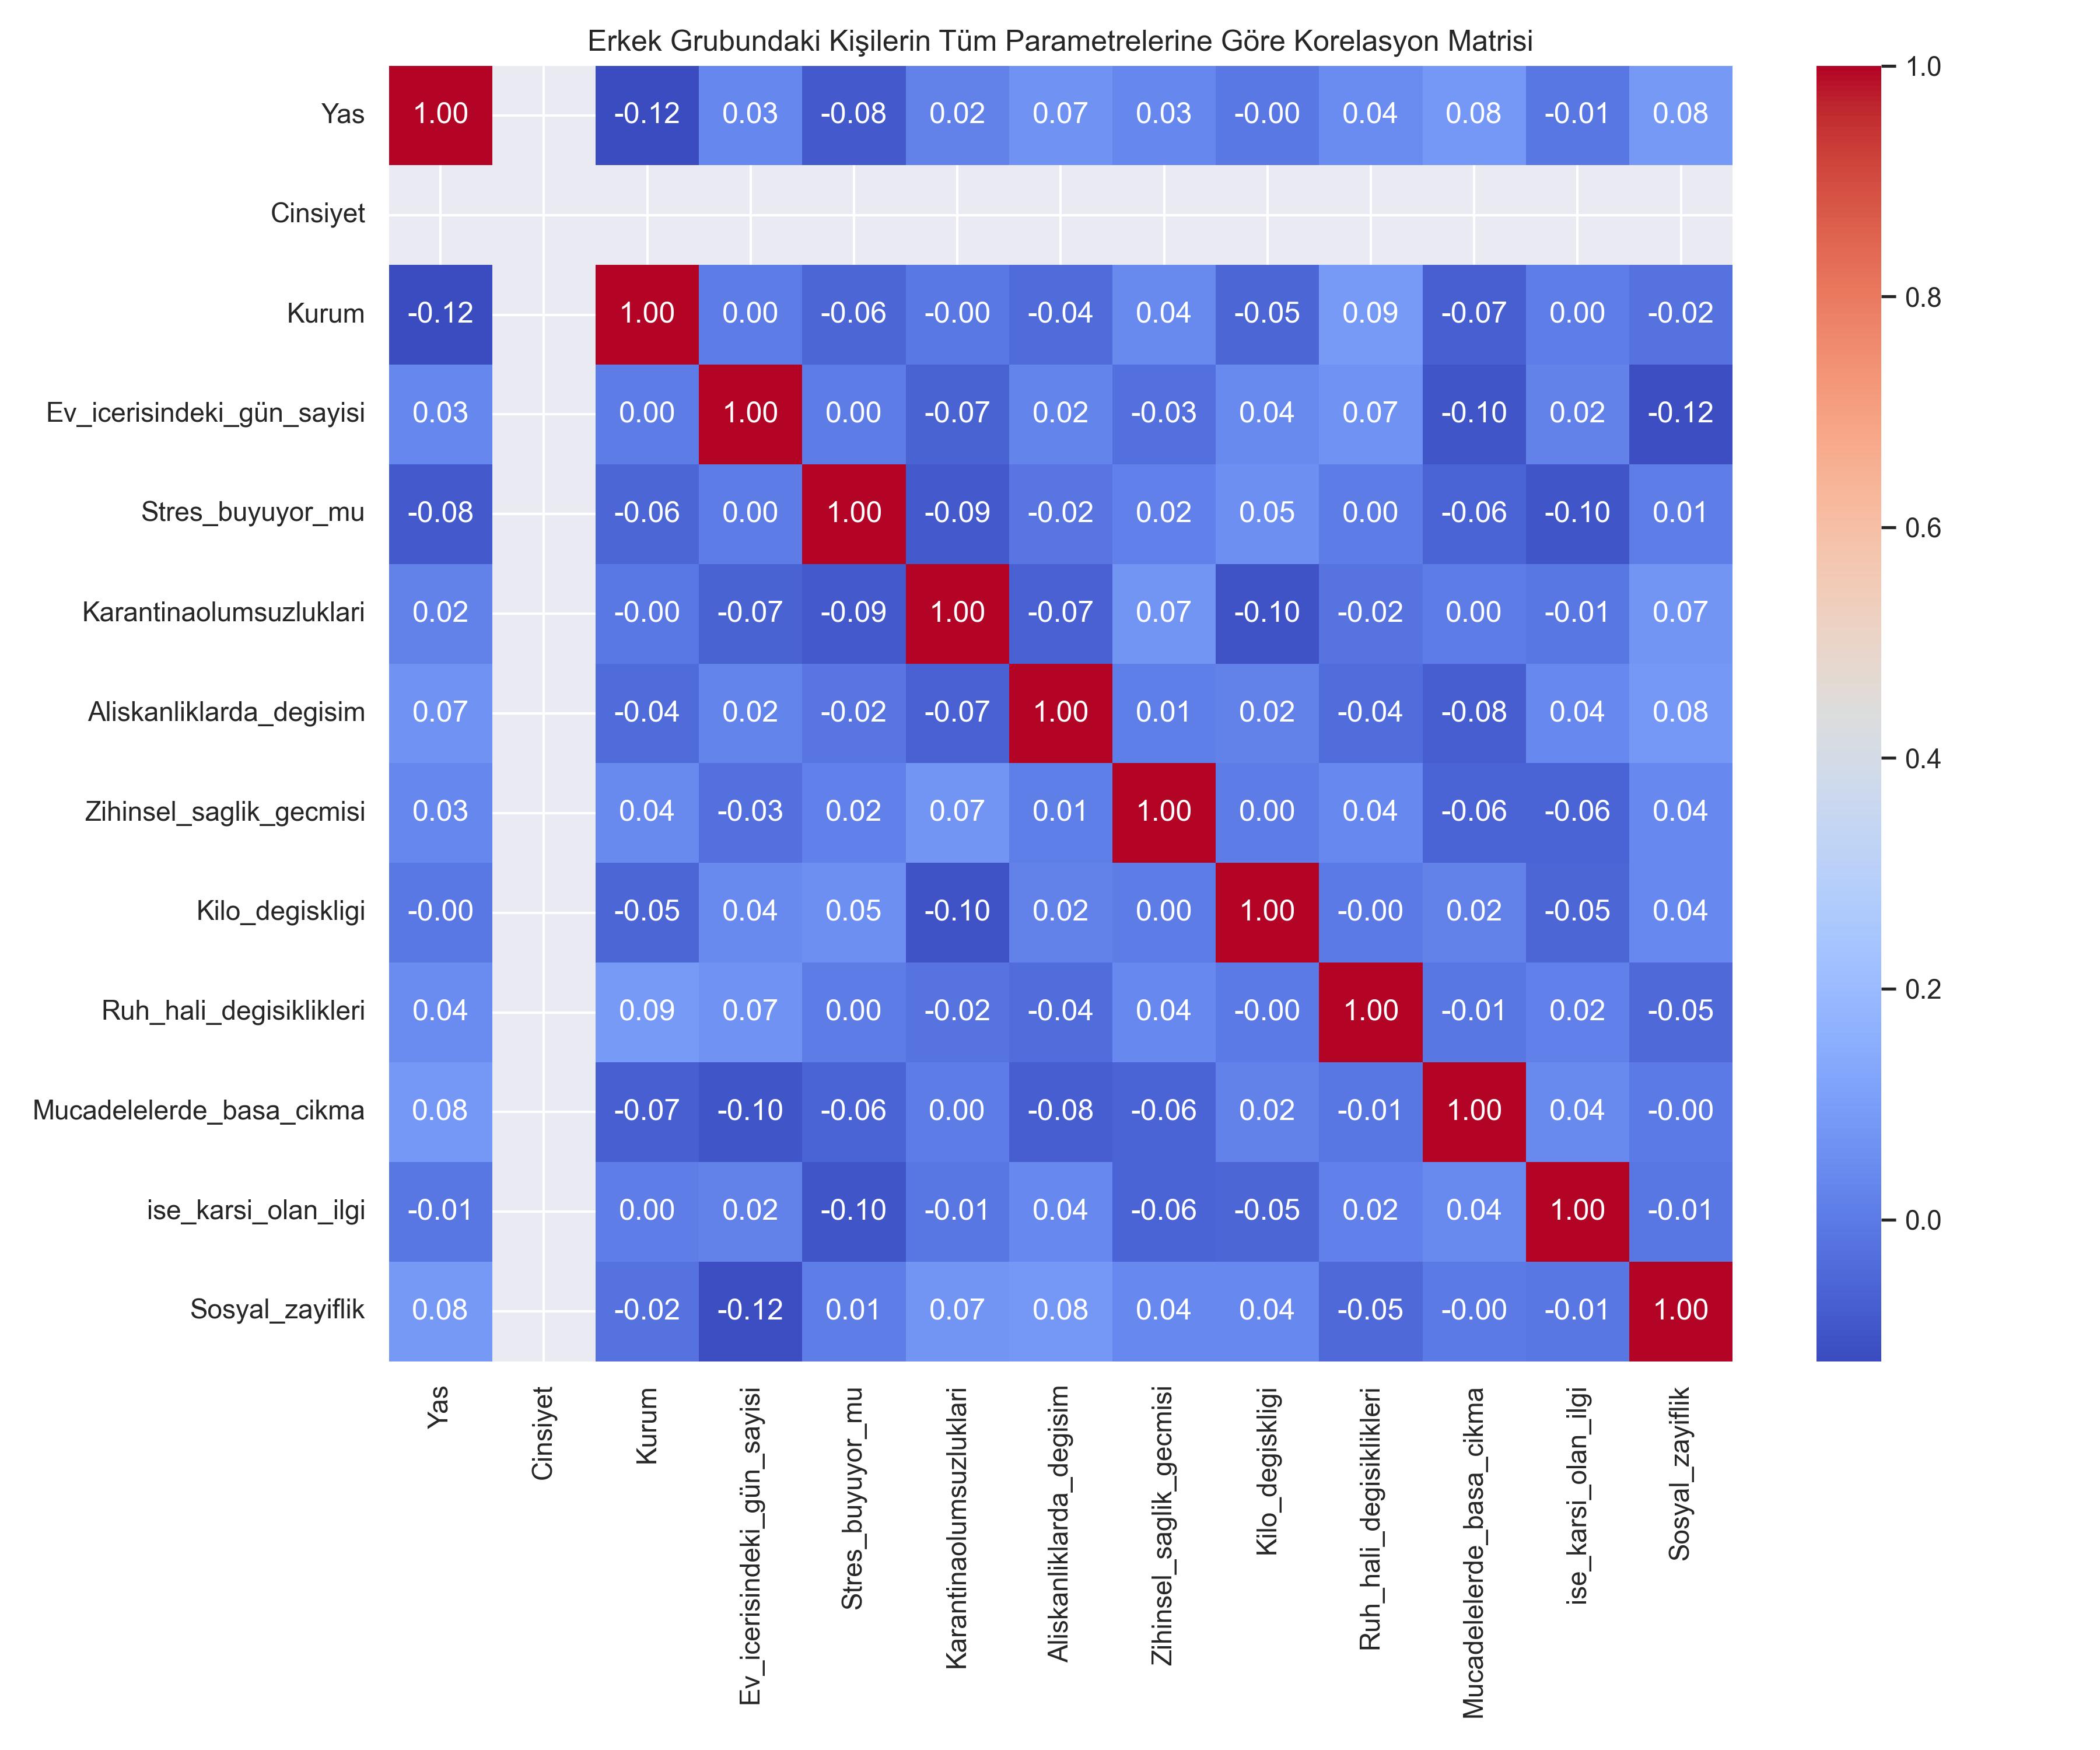 Erkek Grubundaki Kişilerin Tüm Parametrelerine Göre Korelasyon Matrisi
Yas 1.00 -0.12 0.03 -0.08 0.02 0.07 0.03 -0.00 0.04 0.08 -0.01 0.08
Cinsiyet
Kurum -0.12 1.00 0.00 -0.06 -0.00 -0.04 0.04 -0.05 0.09 -0.07 0.00 -0.02
Ev_icerisindeki_gün_sayisi 0.03 0.00 1.00 0.00 -0.07 0.02 -0.03 0.04 0.07 -0.10 0.02 -0.12
Stres_buyuyor_mu -0.08 -0.06 0.00 1.00 -0.09 -0.02 0.02 0.05 0.00 -0.06 -0.10 0.01
Karantinaolumsuzluklari 0.02 -0.00 -0.07 -0.09 1.00 -0.07 0.07 -0.10 -0.02 0.00 -0.01 0.07
Aliskanliklarda_degisim 0.07 -0.04 0.02 -0.02 -0.07 1.00 0.01 0.02 -0.04 -0.08 0.04 0.08
Zihinsel_saglik_gecmisi 0.03 0.04 -0.03 0.02 0.07 0.01 1.00 0.00 0.04 -0.06 -0.06 0.04
Kilo_degiskligi -0.00 -0.05 0.04 0.05 -0.10 0.02 0.00 1.00 -0.00 0.02 -0.05 0.04
Ruh_hali_degisiklikleri 0.04 0.09 0.07 0.00 -0.02 -0.04 0.04 -0.00 1.00 -0.01 0.02 -0.05
Mucadelelerde_basa_cikma 0.08 -0.07 -0.10 -0.06 0.00 -0.08 -0.06 0.02 -0.01 1.00 0.04 -0.00
ise_karsi_olan_ilgi -0.01 0.00 0.02 -0.10 -0.01 0.04 -0.06 -0.05 0.02 0.04 1.00 -0.01
Sosyal_zayiflik 0.08 -0.02 -0.12 0.01 0.07 0.08 0.04 0.04 -0.05 -0.00 -0.01 1.00
Yas
Cinsiyet
Kurum
Ev_icerisindeki_gün_sayisi
Stres_buyuyor_mu
Karantinaolumsuzluklari
Aliskanliklarda_degisim
Zihinsel_saglik_gecmisi
Kilo_degiskligi
Ruh_hali_degisiklikleri
Mucadelelerde_basa_cikma
ise_karsi_olan_ilgi
Sosyal_zayiflik
1.0
0.8
0.6
0.4
0.2
0.0